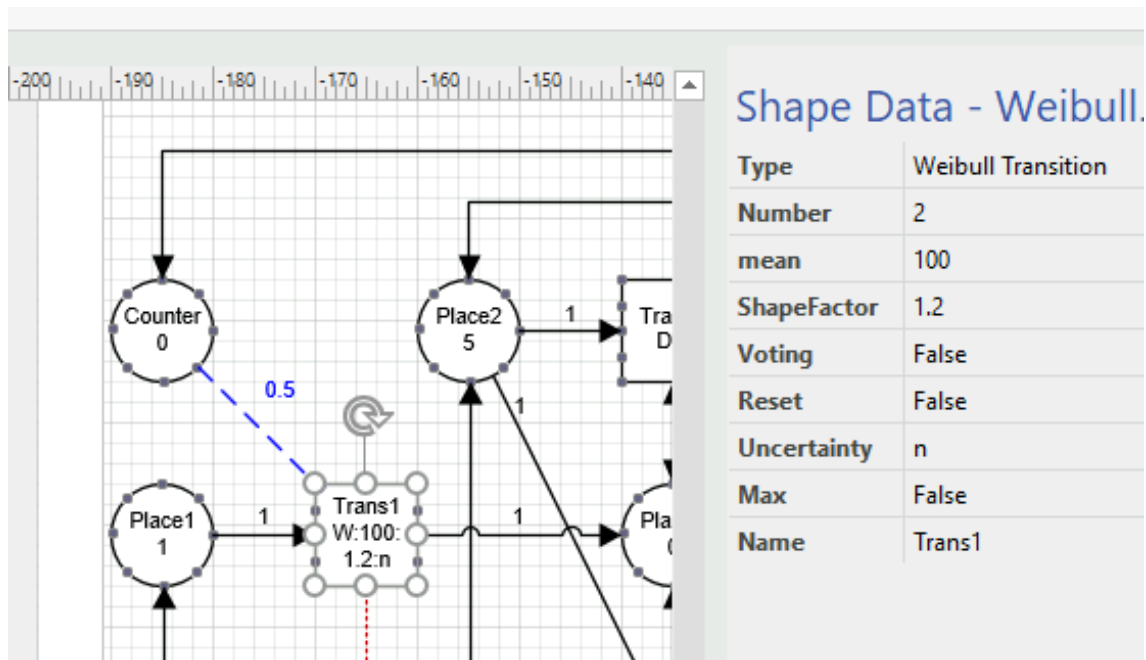 -200 -190 -180 -170 -160 -150 -140
Shape Data - Weibull.
Type Weibull Transition
Number 2
mean 100
ShapeFactor 1.2
Voting False
Reset False
Uncertainty n
Max False
Name Trans1
Counter
0
Place2
5
1
Tra
D
0.5
1
Place1
1
1
Trans1
W:100:
1.2:n
1
Pla